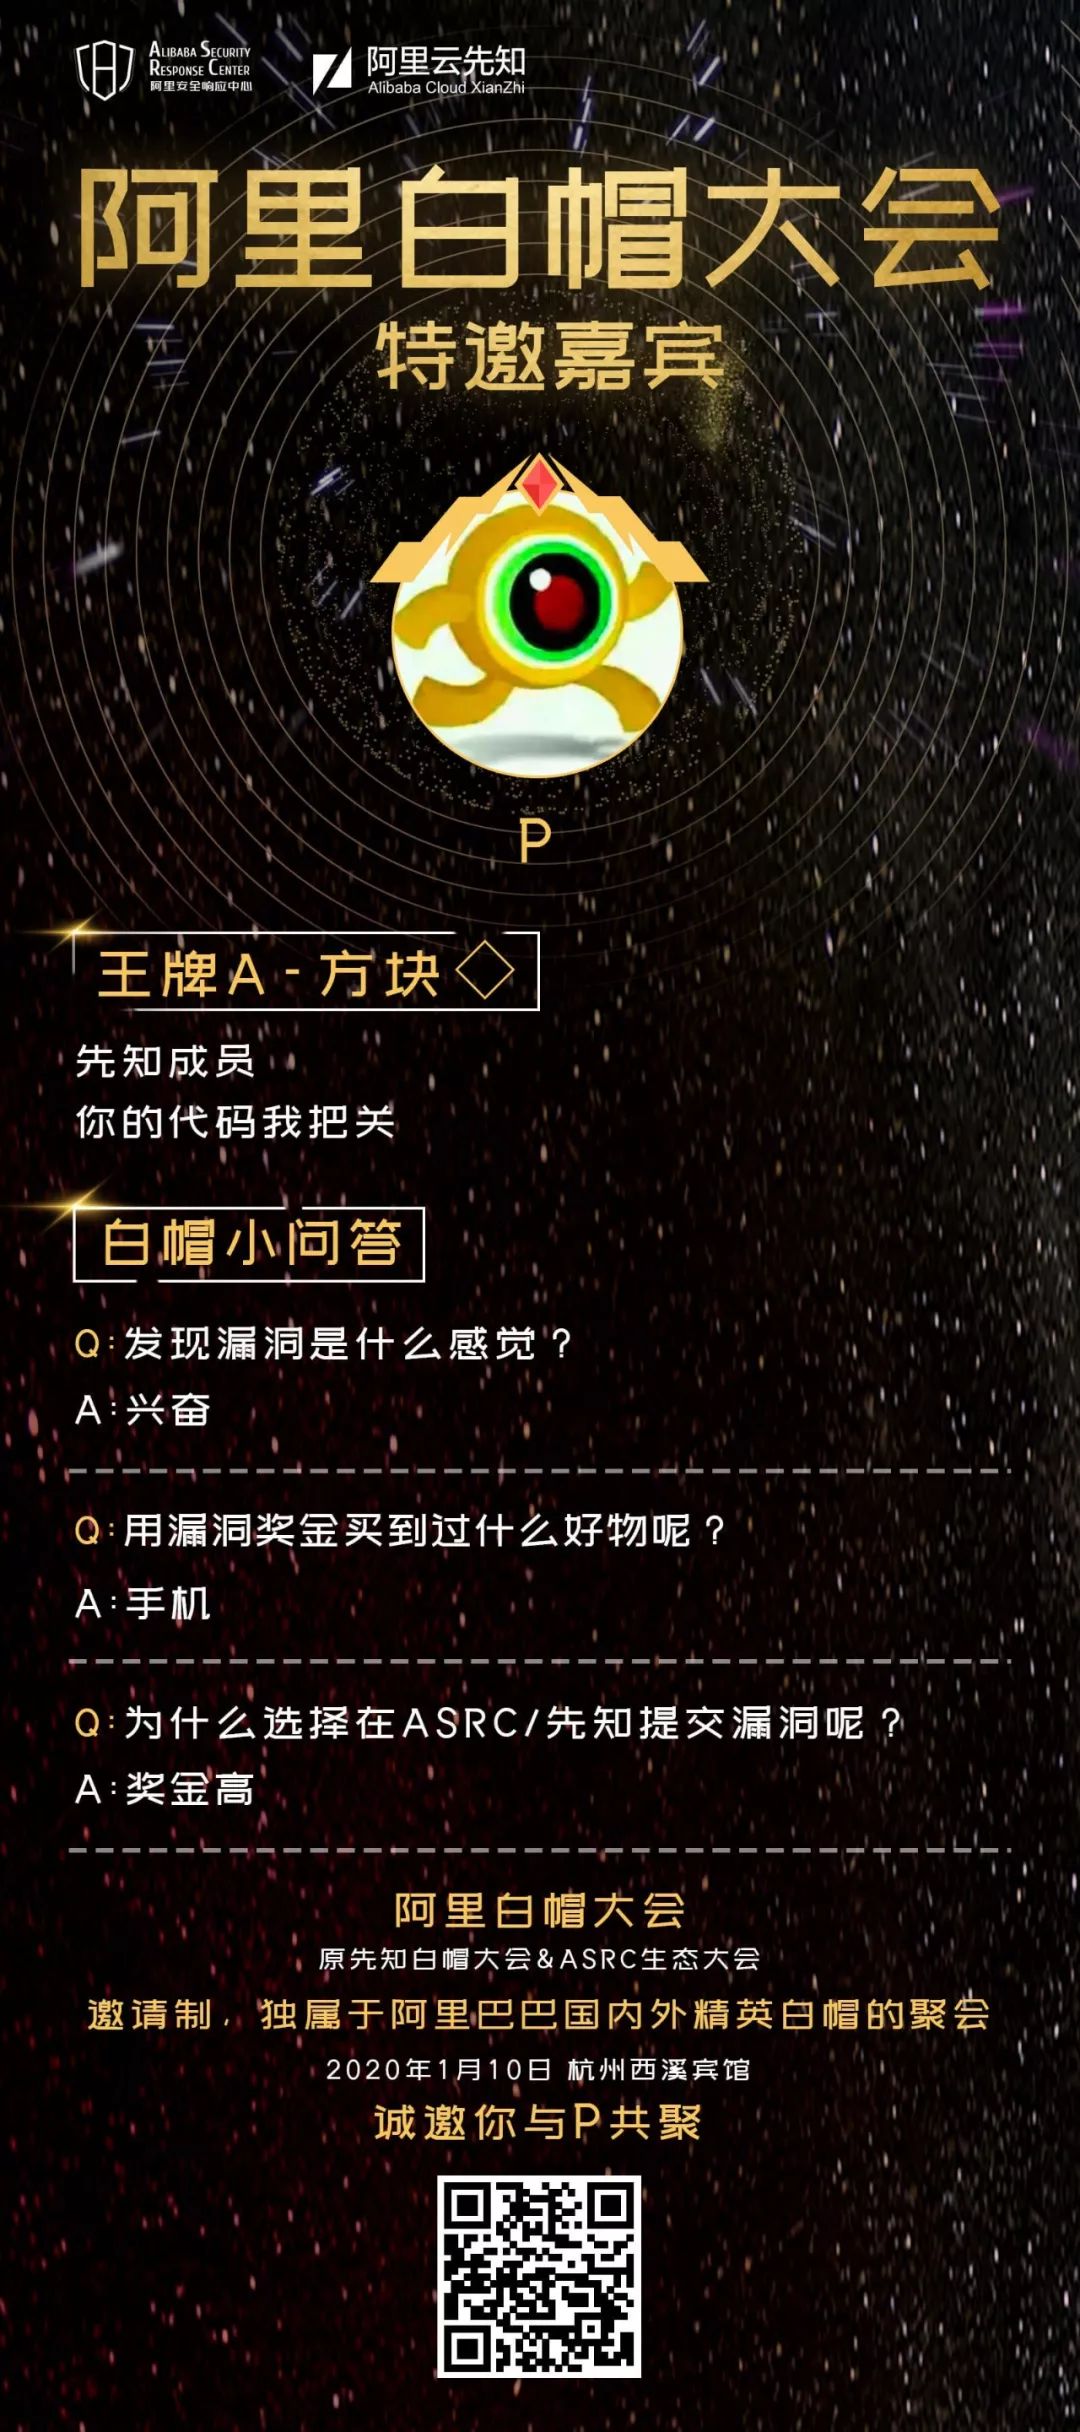 ALIBABA SECURITY
RESPONSE CENTER
阿里安全响应中心
阿里云先知
Alibaba Cloud XianZhi
阿里白帽大会
特邀嘉宾
P
王牌A-方块
先知成员
你的代码我把关
白帽小问答
Q:发现漏洞是什么感觉？
A:兴奋
Q:用漏洞奖金买到过什么好物呢？
A:手机
Q:为什么选择在ASRC/先知提交漏洞呢？
A:奖金高
阿里白帽大会
原先知白帽大会&ASRC生态大会
邀请制，独属于阿里巴巴国内外精英白帽的聚会
2020年1月10日 杭州西溪宾馆
诚邀你与P共聚